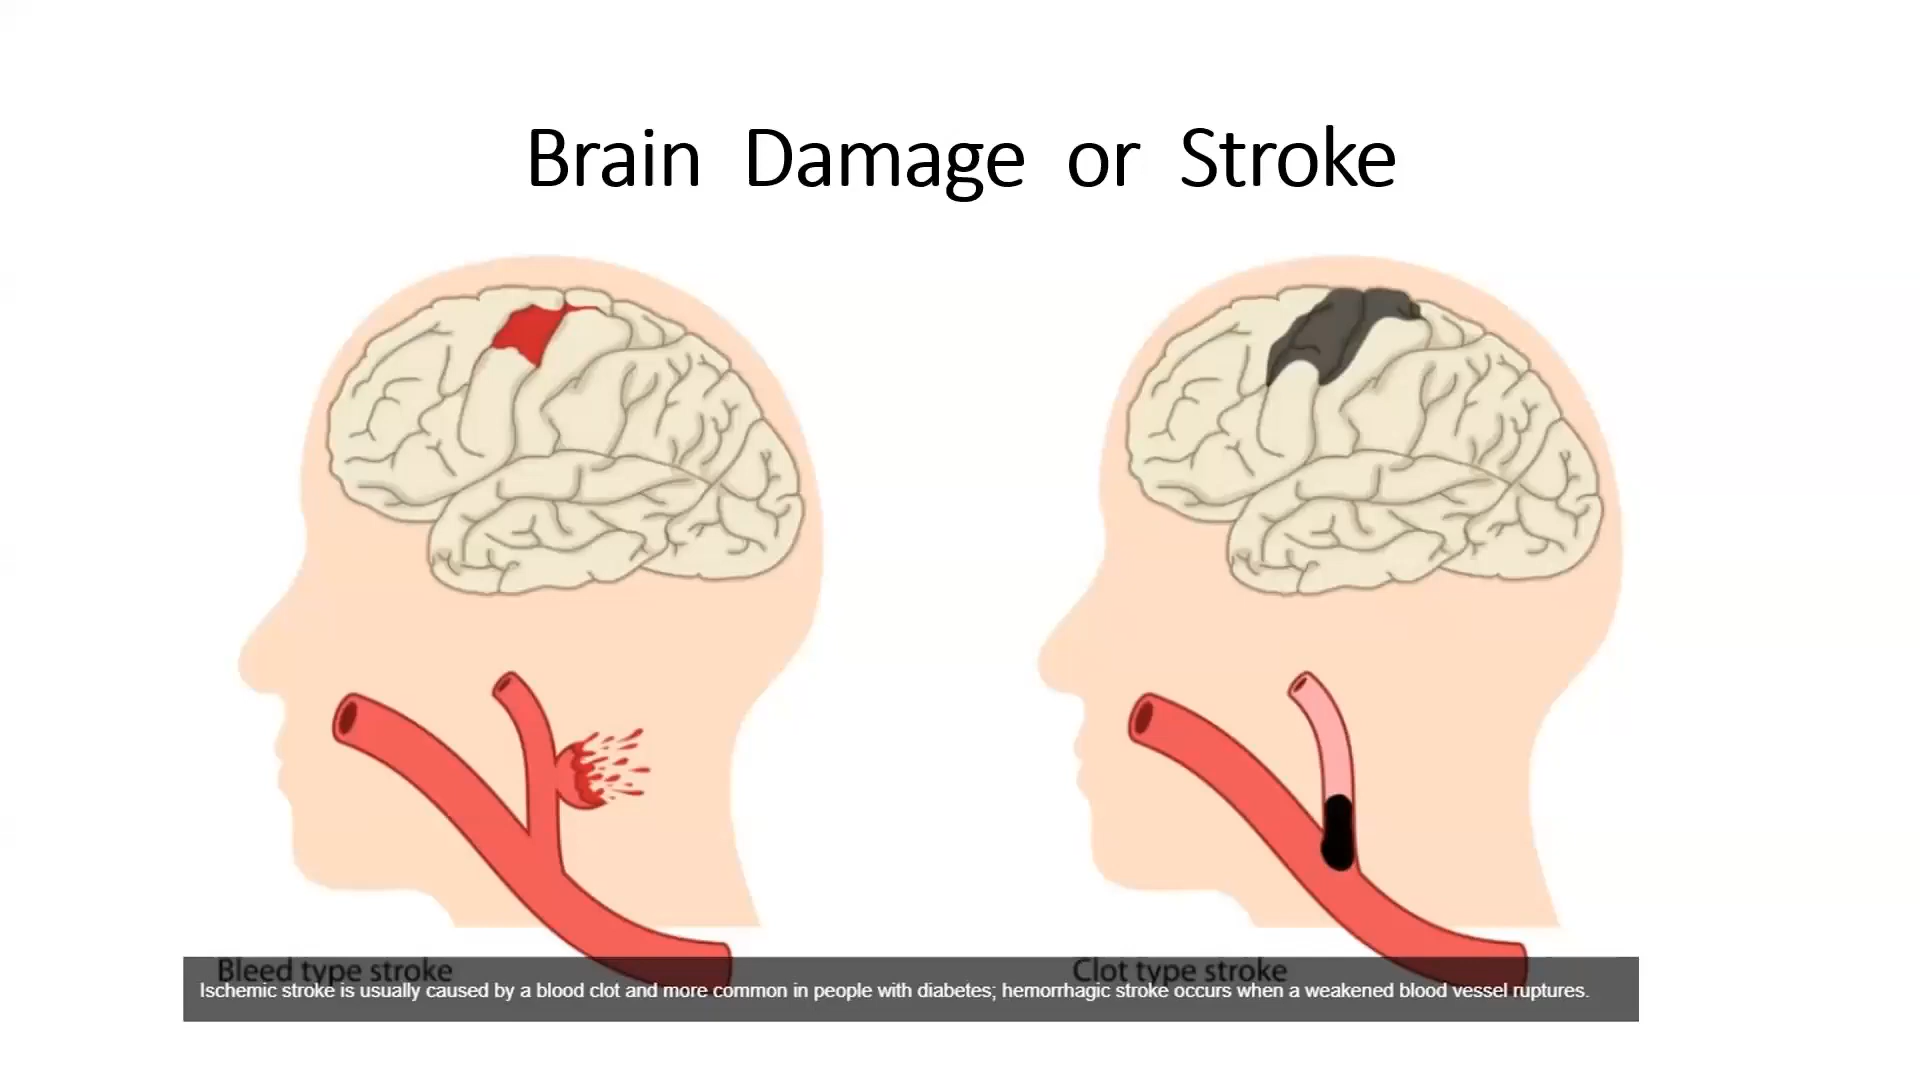 Brain Damage or Stroke
Bleed type stroke
Clot type stroke
Ischemic stroke is usually caused by a blood clot and more common in people with diabetes; hemorrhagic stroke occurs when a weakened blood vessel ruptures.